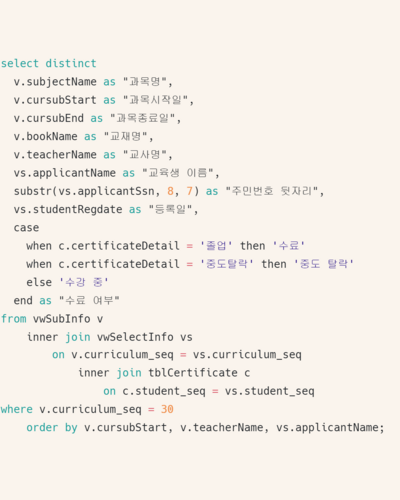 select distinct
v.subjectName as "과목명",
v.cursubStart as "과목시작일",
v.cursubEnd as "과목종료일",
v.bookName as "교재명",
v.teacherName as "교사명",
vs.applicantName as "교육생 이름",
substr(vs.applicantSsn, 8, 7) as "주민번호 뒷자리",
vs.studentRegdate as "등록일",
case
when c.certificateDetail = '졸업' then '수료'
when c.certificateDetail = '중도탈락' then '중도 탈락'
else '수강 중'
end as "수료 여부"
from vwSubInfo v
inner join vwSelectInfo vs
on v.curriculum_seq = vs.curriculum_seq
inner join tblCertificate c
on c.student_seq = vs.student_seq
where v.curriculum_seq = 30
order by v.cursubStart, v.teacherName, vs.applicantName;